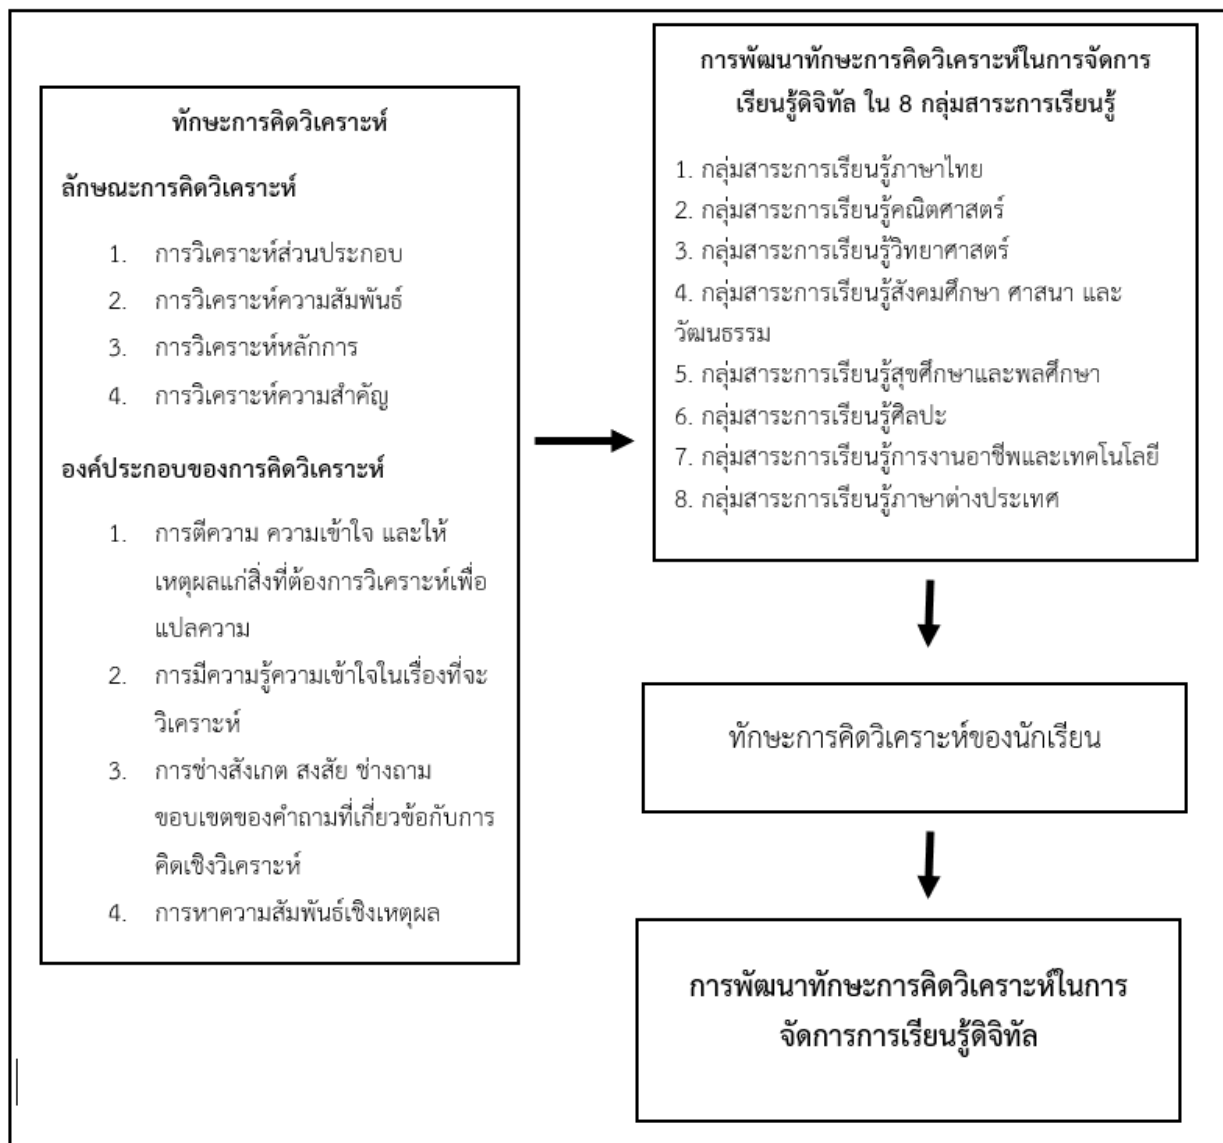 ทักษะการคิดวิเคราะห์
ลักษณะการคิดวิเคราะห์
1. การวิเคราะห์ส่วนประกอบ
2. การวิเคราะห์ความสัมพันธ์
3. การวิเคราะห์หลักการ
4. การวิเคราะห์ความสำคัญ
องค์ประกอบของการคิดวิเคราะห์
1. การตีความ ความเข้าใจ และให้
เหตุผลแก่สิ่งที่ต้องการวิเคราะห์เพื่อ
แปลความ
2. การมีความรู้ความเข้าใจในเรื่องที่จะ
วิเคราะห์
3. การช่างสังเกต สงสัย ช่างถาม
ขอบเขตของคำถามที่เกี่ยวข้อกับการ
คิดเชิงวิเคราะห์
4. การหาความสัมพันธ์เชิงเหตุผล
การพัฒนาทักษะการคิดวิเคราะห์ในการจัดการ
เรียนรู้ดิจิทัล ใน 8 กลุ่มสาระการเรียนรู้
1. กลุ่มสาระการเรียนรู้ภาษาไทย
2. กลุ่มสาระการเรียนรู้คณิตศาสตร์
3. กลุ่มสาระการเรียนรู้วิทยาศาสตร์
4. กลุ่มสาระการเรียนรู้สังคมศึกษา ศาสนา และ
วัฒนธรรม
5. กลุ่มสาระการเรียนรู้สุขศึกษาและพลศึกษา
6. กลุ่มสาระการเรียนรู้ศิลปะ
7. กลุ่มสาระการเรียนรู้การงานอาชีพและเทคโนโลยี
8. กลุ่มสาระการเรียนรู้ภาษาต่างประเทศ
ทักษะการคิดวิเคราะห์ของนักเรียน
การพัฒนาทักษะการคิดวิเคราะห์ในการ
จัดการการเรียนรู้ดิจิทัล